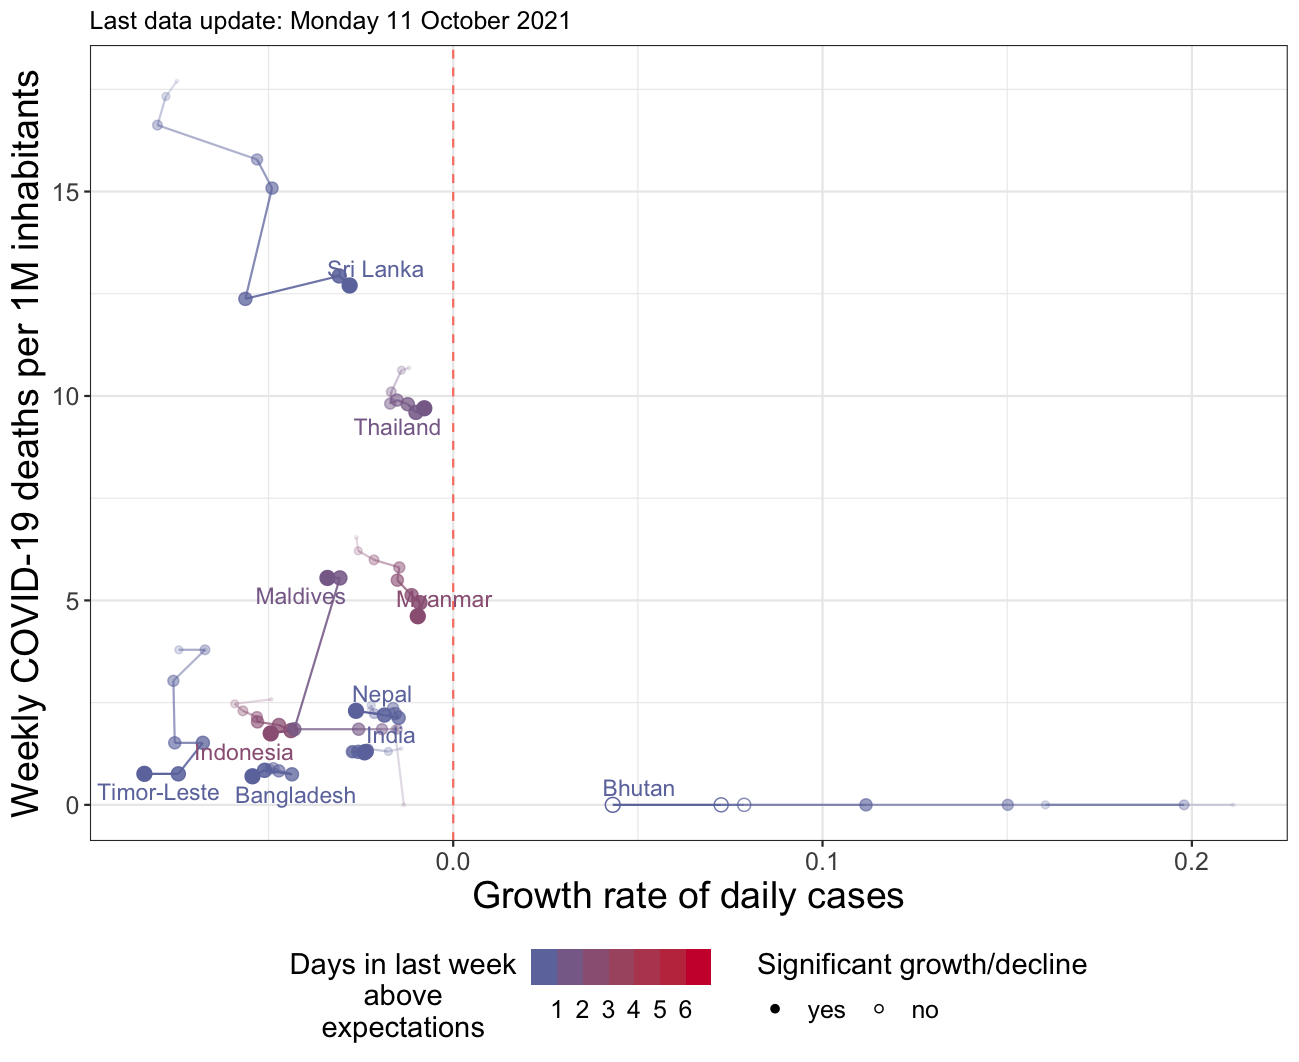 Last data update: Monday 11 October 2021
Weekly COVID-19 deaths per 1M inhabitants
15
10
5
0
Sri Lanka
Thailand
Maldives
Myanmar
Nepal
India
Indonesia
Timor-Leste
Bangladesh
Bhutan
0.0
0.1
0.2
Growth rate of daily cases
Days in last week
above
expectations
1 2 3 4 5 6
Significant growth/decline
yes no